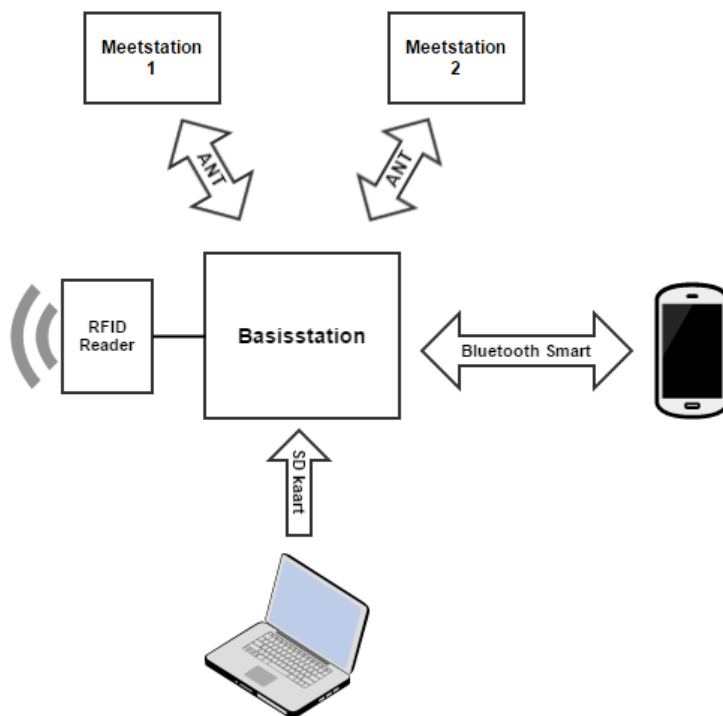 Meetstation
1
Meetstation
2
ANT
ANT
RFID
Reader
Basisstation
Bluetooth Smart
SD kaart